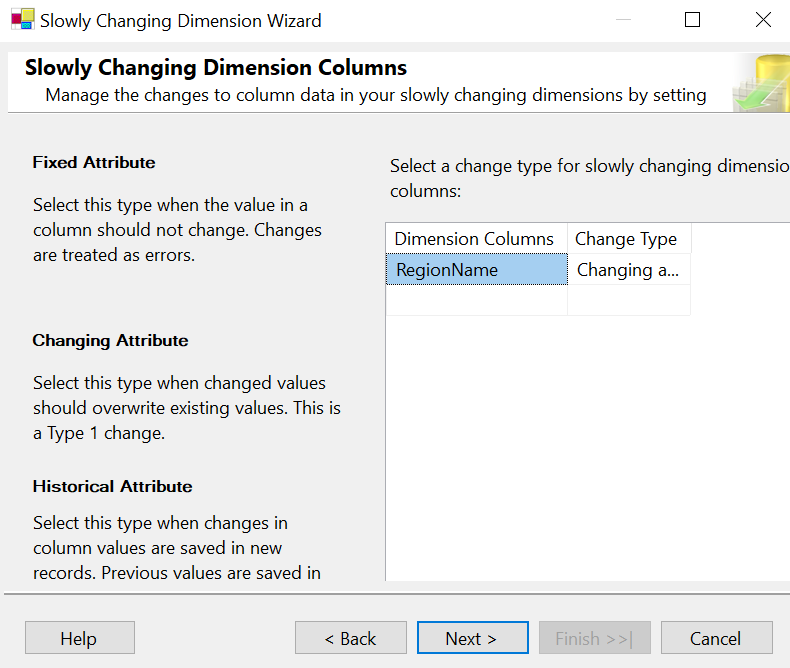 Slowly Changing Dimension Wizard
Slowly Changing Dimension Columns
Manage the changes to column data in your slowly changing dimensions by setting
Fixed Attribute
Select this type when the value in a
column should not change. Changes
are treated as errors.
Changing Attribute
Select this type when changed values
should overwrite existing values. This is
a Type 1 change.
Historical Attribute
Select this type when changes in
column values are saved in new
records. Previous values are saved in
Select a change type for slowly changing dimensio
columns:
Dimension Columns Change Type
RegionName Changing a...
Help < Back Next > Finish >>| Cancel